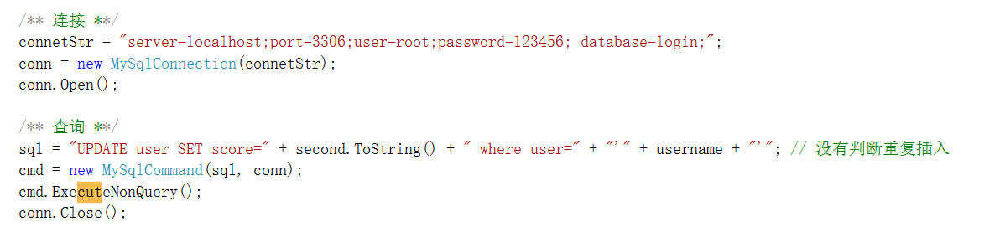 /** 连接 **/
connetStr = "server=localhost;port=3306;user=root;password=123456; database=login;";
conn = new MySqlConnection(connetStr);
conn.Open();
/** 查询 **/
sql = "UPDATE user SET score=" + second.ToString() + " where user=" + "'" + username + "'"; // 没有判断重复插入
cmd = new MySqlCommand(sql, conn);
cmd.ExecuteNonQuery();
conn.Close();